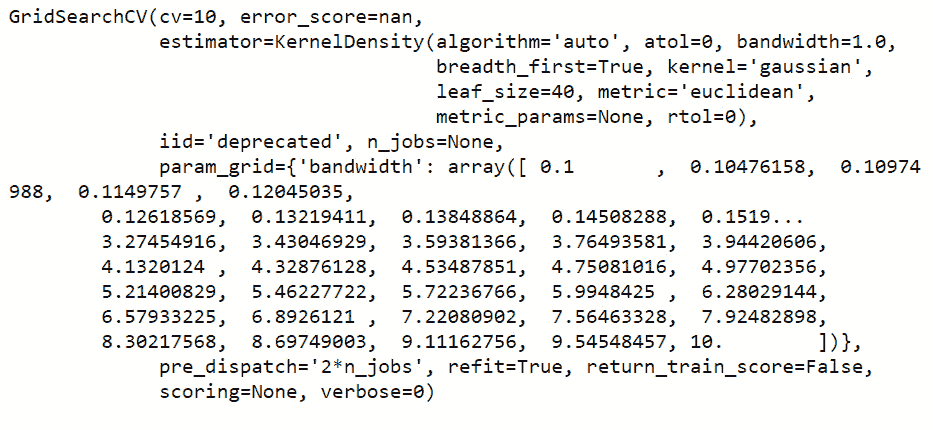 GridSearchCV(cv=10, error_score=nan,
             estimator=KernelDensity(algorithm='auto', atol=0, bandwidth=1.0,
                                     breadth_first=True, kernel='gaussian',
                                     leaf_size=40, metric='euclidean',
                                     metric_params=None, rtol=0),
             iid='deprecated', n_jobs=None,
             param_grid={'bandwidth': array([ 0.1       ,  0.10476158,  0.10974
988,  0.1149757 ,  0.12045035,
        0.12618569,  0.13219411,  0.13848864,  0.14508288,  0.1519...
        3.27454916,  3.43046929,  3.59381366,  3.76493581,  3.94420606,
        4.1320124 ,  4.32876128,  4.53487851,  4.75081016,  4.97702356,
        5.21400829,  5.46227722,  5.72236766,  5.9948425 ,  6.28029144,
        6.57933225,  6.8926121 ,  7.22080902,  7.56463328,  7.92482898,
        8.30217568,  8.69749003,  9.11162756,  9.54548457, 10.        ])},
             pre_dispatch='2*n_jobs', refit=True, return_train_score=False,
             scoring=None, verbose=0)